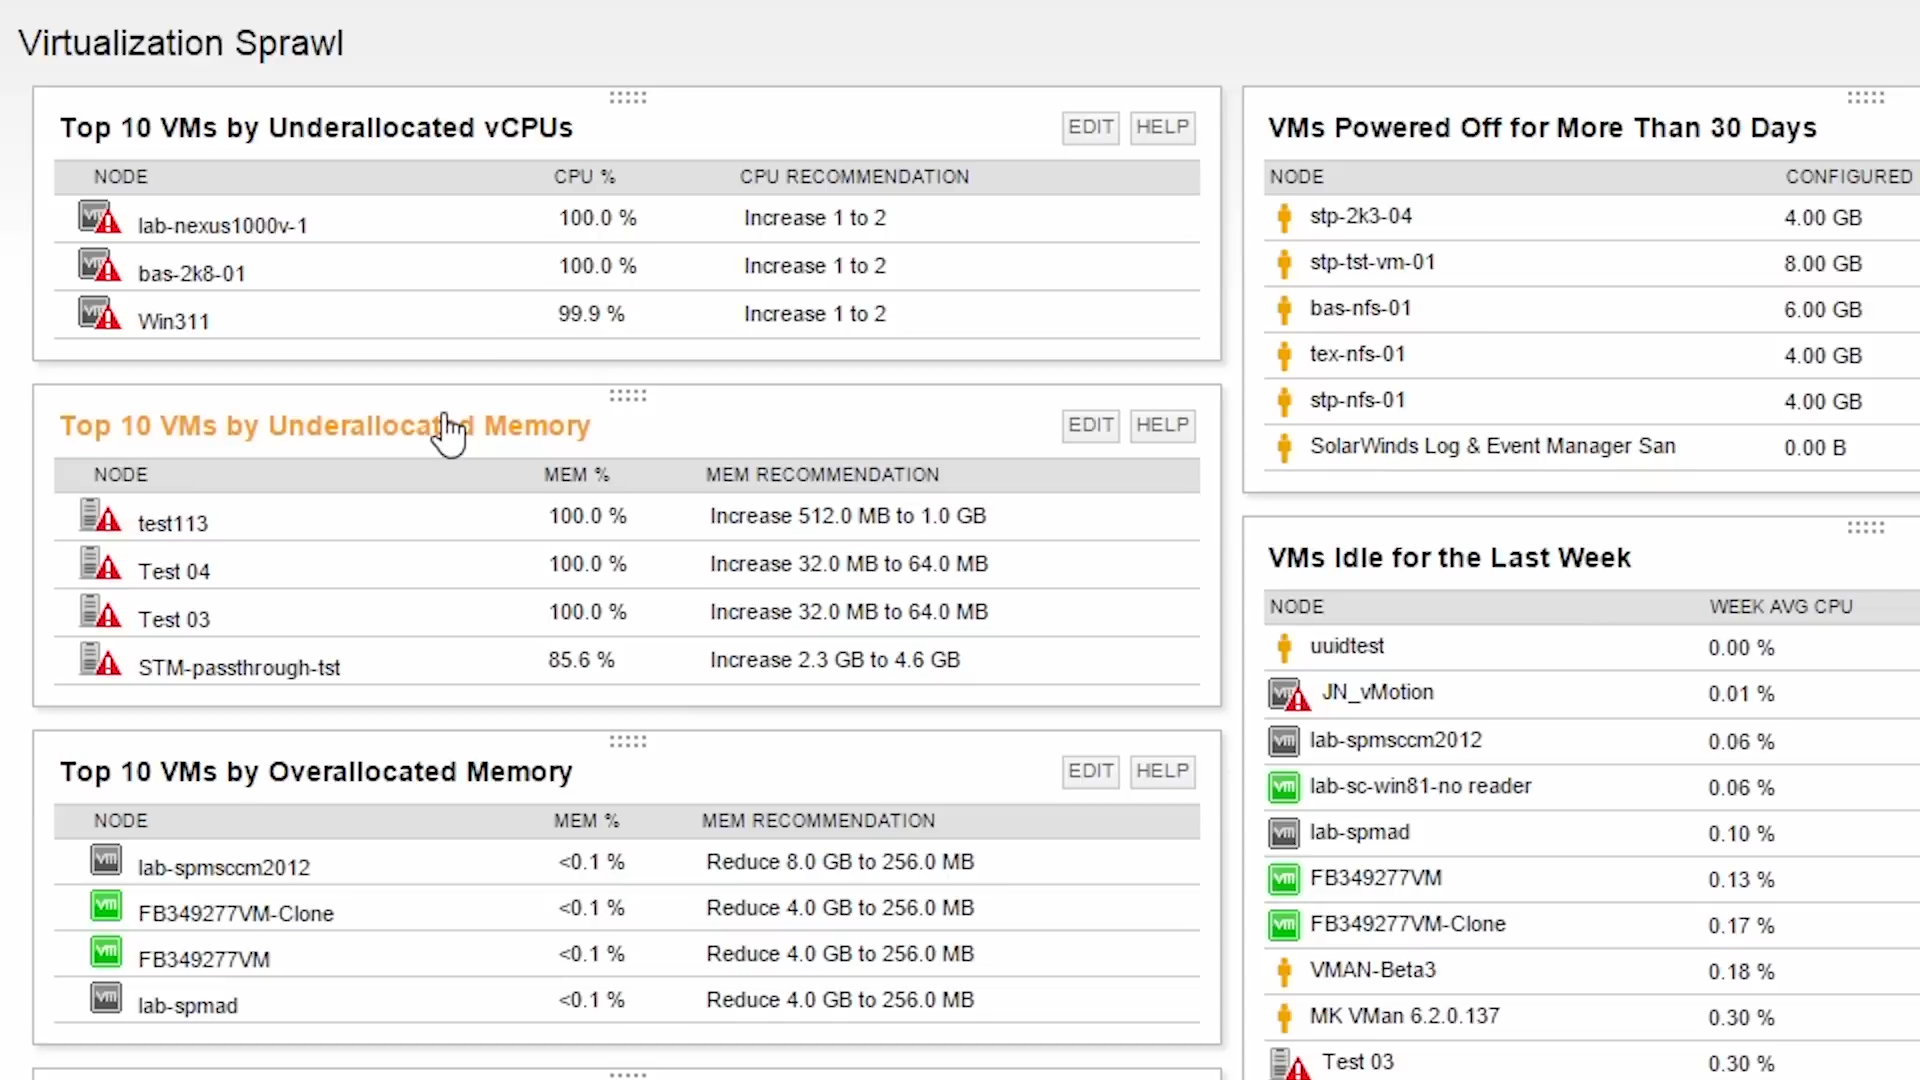 Virtualization Sprawl
Top 10 VMs by Underallocated vCPUs
EDIT HELP
NODE CPU % CPU RECOMMENDATION
lab-nexus1000v-1 100.0 % Increase 1 to 2
bas-2k8-01 100.0 % Increase 1 to 2
Win311 99.9 % Increase 1 to 2
Top 10 VMs by Underallocated Memory
EDIT HELP
NODE MEM % MEM RECOMMENDATION
test113 100.0 % Increase 512.0 MB to 1.0 GB
Test 04 100.0 % Increase 32.0 MB to 64.0 MB
Test 03 100.0 % Increase 32.0 MB to 64.0 MB
STM-passthrough-tst 85.6 % Increase 2.3 GB to 4.6 GB
Top 10 VMs by Overallocated Memory
EDIT HELP
NODE MEM % MEM RECOMMENDATION
vm lab-spmsccm2012 <0.1 % Reduce 8.0 GB to 256.0 MB
vm FB349277VM-Clone <0.1 % Reduce 4.0 GB to 256.0 MB
vm FB349277VM <0.1 % Reduce 4.0 GB to 256.0 MB
vm lab-spmad <0.1 % Reduce 4.0 GB to 256.0 MB
VMs Powered Off for More Than 30 Days
NODE CONFIGURED
stp-2k3-04 4.00 GB
stp-tst-vm-01 8.00 GB
bas-nfs-01 6.00 GB
tex-nfs-01 4.00 GB
stp-nfs-01 4.00 GB
SolarWinds Log & Event Manager San 0.00 B
VMs Idle for the Last Week
NODE WEEK AVG CPU
uuidtest 0.00 %
JN_vMotion 0.01 %
vm lab-spmsccm2012 0.06 %
vm lab-sc-win81-no reader 0.06 %
vm lab-spmad 0.10 %
vm FB349277VM 0.13 %
vm FB349277VM-Clone 0.17 %
VMAN-Beta3 0.18 %
MK VMan 6.2.0.137 0.30 %
Test 03 0.30 %